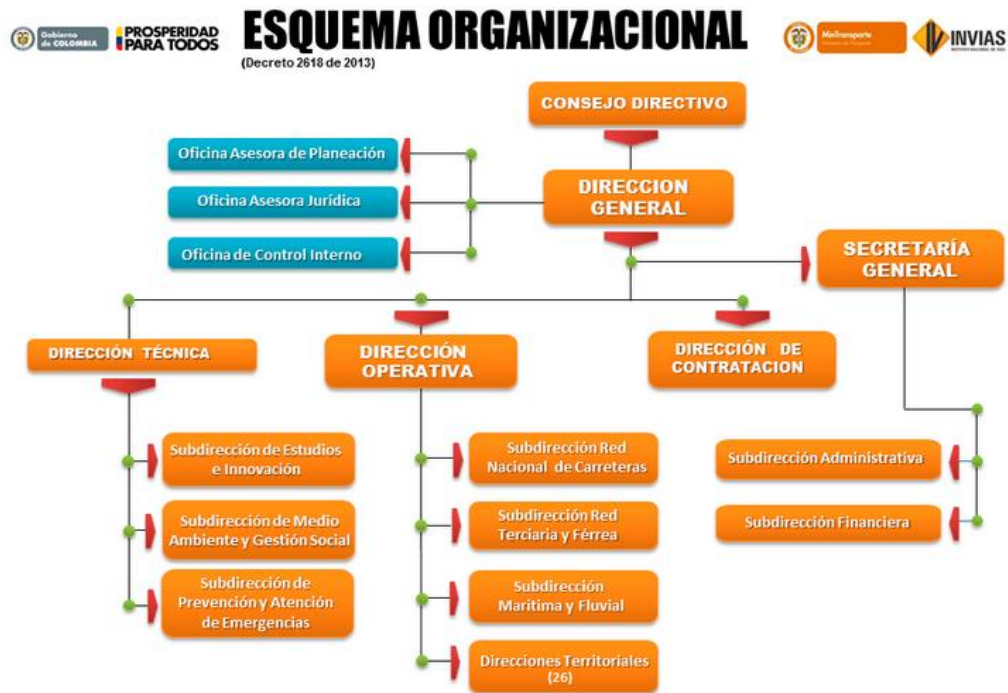 Gobierno
de COLOMBIA
PROSPERIDAD
PARA TODOS
ESQUEMA ORGANIZACIONAL
(Decreto 2618 de 2013)
MinTransporte
INVIAS
CONSEJO DIRECTIVO
Oficina Asesora de Planeación
Oficina Asesora Jurídica
Oficina de Control Interno
DIRECCION
GENERAL
SECRETARÍA
GENERAL
DIRECCIÓN TÉCNICA
DIRECCIÓN
OPERATIVA
DIRECCIÓN DE
CONTRATACION
Subdirección de Estudios
e Innovación
Subdirección de Medio
Ambiente y Gestión Social
Subdirección de
Prevención y Atención
de Emergencias
Subdirección Red
Nacional de Carreteras
Subdirección Red
Terciaria y Férrea
Subdirección
Marítima y Fluvial
Direcciones Territoriales
(26)
Subdirección Administrativa
Subdirección Financiera